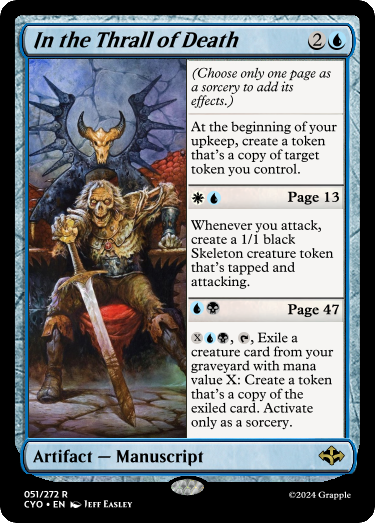 In the Thrall of Death 2
(Choose only one page as
a sorcery to add its
effects.)
At the beginning of your
upkeep, create a token
that's a copy of target
token you control.
Page 13
Whenever you attack,
create a 1/1 black
Skeleton creature token
that's tapped and
attacking.
Page 47
X, Exile a
creature card from your
graveyard with mana
value X: Create a token
that's a copy of the
exiled card. Activate
only as a sorcery.
Artifact — Manuscript
051/272 R
CYO • EN Jeff Easley
©2024 Grapple